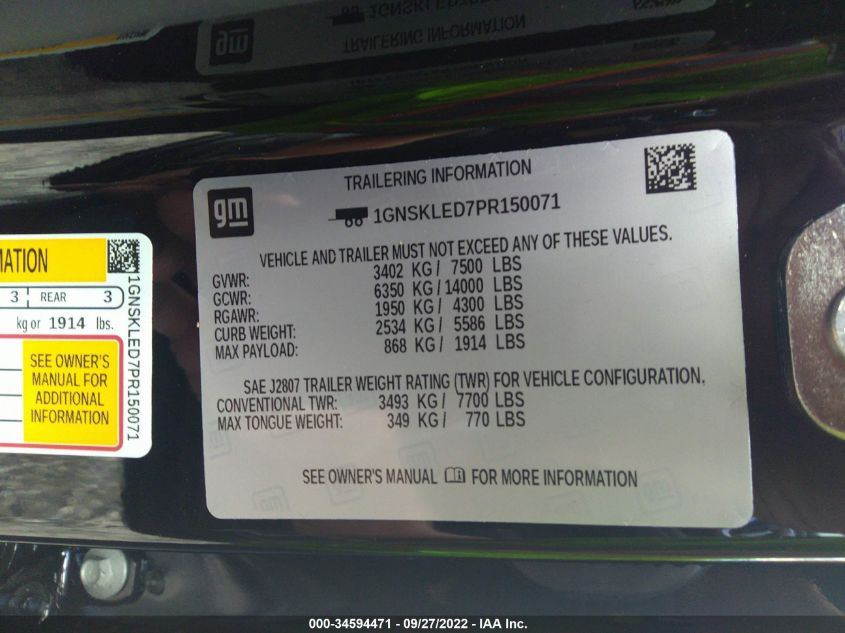 gm
TRAILERING INFORMATION
1GNSKLED7PR150071
VEHICLE AND TRAILER MUST NOT EXCEED ANY OF THESE VALUES.
GVWR: 3402 KG / 7500 LBS
GCWR: 6350 KG / 14000 LBS
RGAWR: 1950 KG / 4300 LBS
CURB WEIGHT: 2534 KG / 5586 LBS
MAX PAYLOAD: 868 KG / 1914 LBS
SAE J2807 TRAILER WEIGHT RATING (TWR) FOR VEHICLE CONFIGURATION.
CONVENTIONAL TWR: 3493 KG / 7700 LBS
MAX TONGUE WEIGHT: 349 KG / 770 LBS
SEE OWNER'S MANUAL FOR MORE INFORMATION
MATION
3 REAR 3
kg or 1914 lbs.
SEE OWNER'S
MANUAL FOR
ADDITIONAL
INFORMATION
1GNSKLED7PR150071
000-34594471 - 09/27/2022 - IAA Inc.